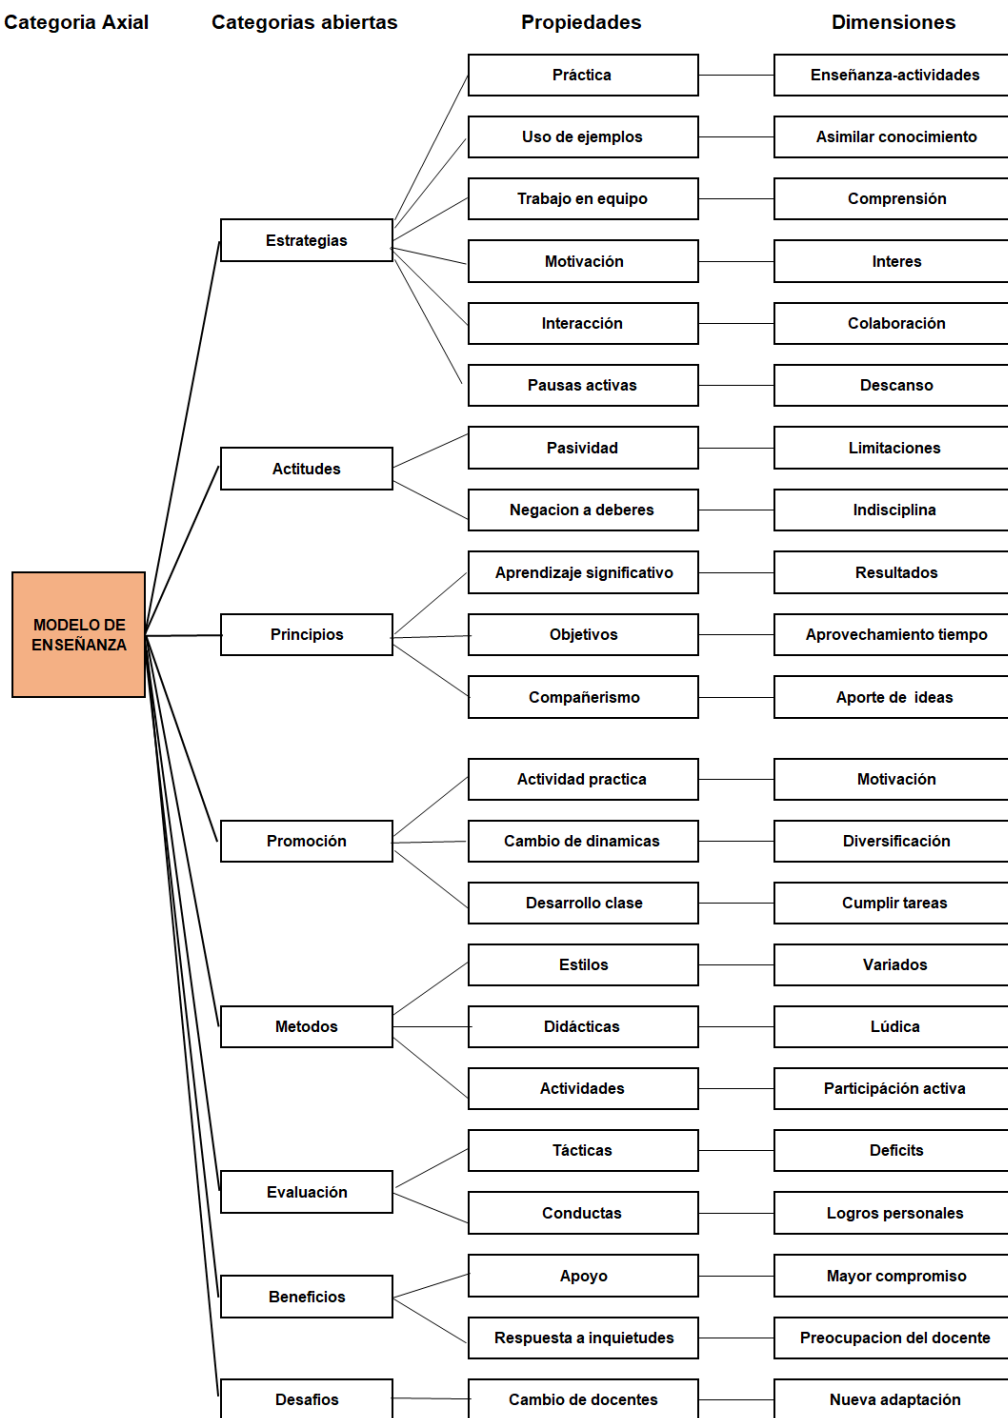 Categoria Axial
Categorias abiertas
Propiedades
Dimensiones
Práctica
Enseñanza-actividades
Uso de ejemplos
Asimilar conocimiento
Trabajo en equipo
Comprensión
Estrategias
Motivación
Interes
Interacción
Colaboración
Pausas activas
Descanso
Actitudes
Pasividad
Limitaciones
Negacion a deberes
Indisciplina
MODELO DE
ENSEÑANZA
Aprendizaje significativo
Resultados
Principios
Objetivos
Aprovechamiento tiempo
Compañerismo
Aporte de ideas
Actividad practica
Motivación
Promoción
Cambio de dinamicas
Diversificación
Desarrollo clase
Cumplir tareas
Estilos
Variados
Metodos
Didácticas
Lúdica
Actividades
Participáción activa
Tácticas
Deficits
Evaluación
Conductas
Logros personales
Apoyo
Mayor compromiso
Beneficios
Respuesta a inquietudes
Preocupacion del docente
Desafios
Cambio de docentes
Nueva adaptación